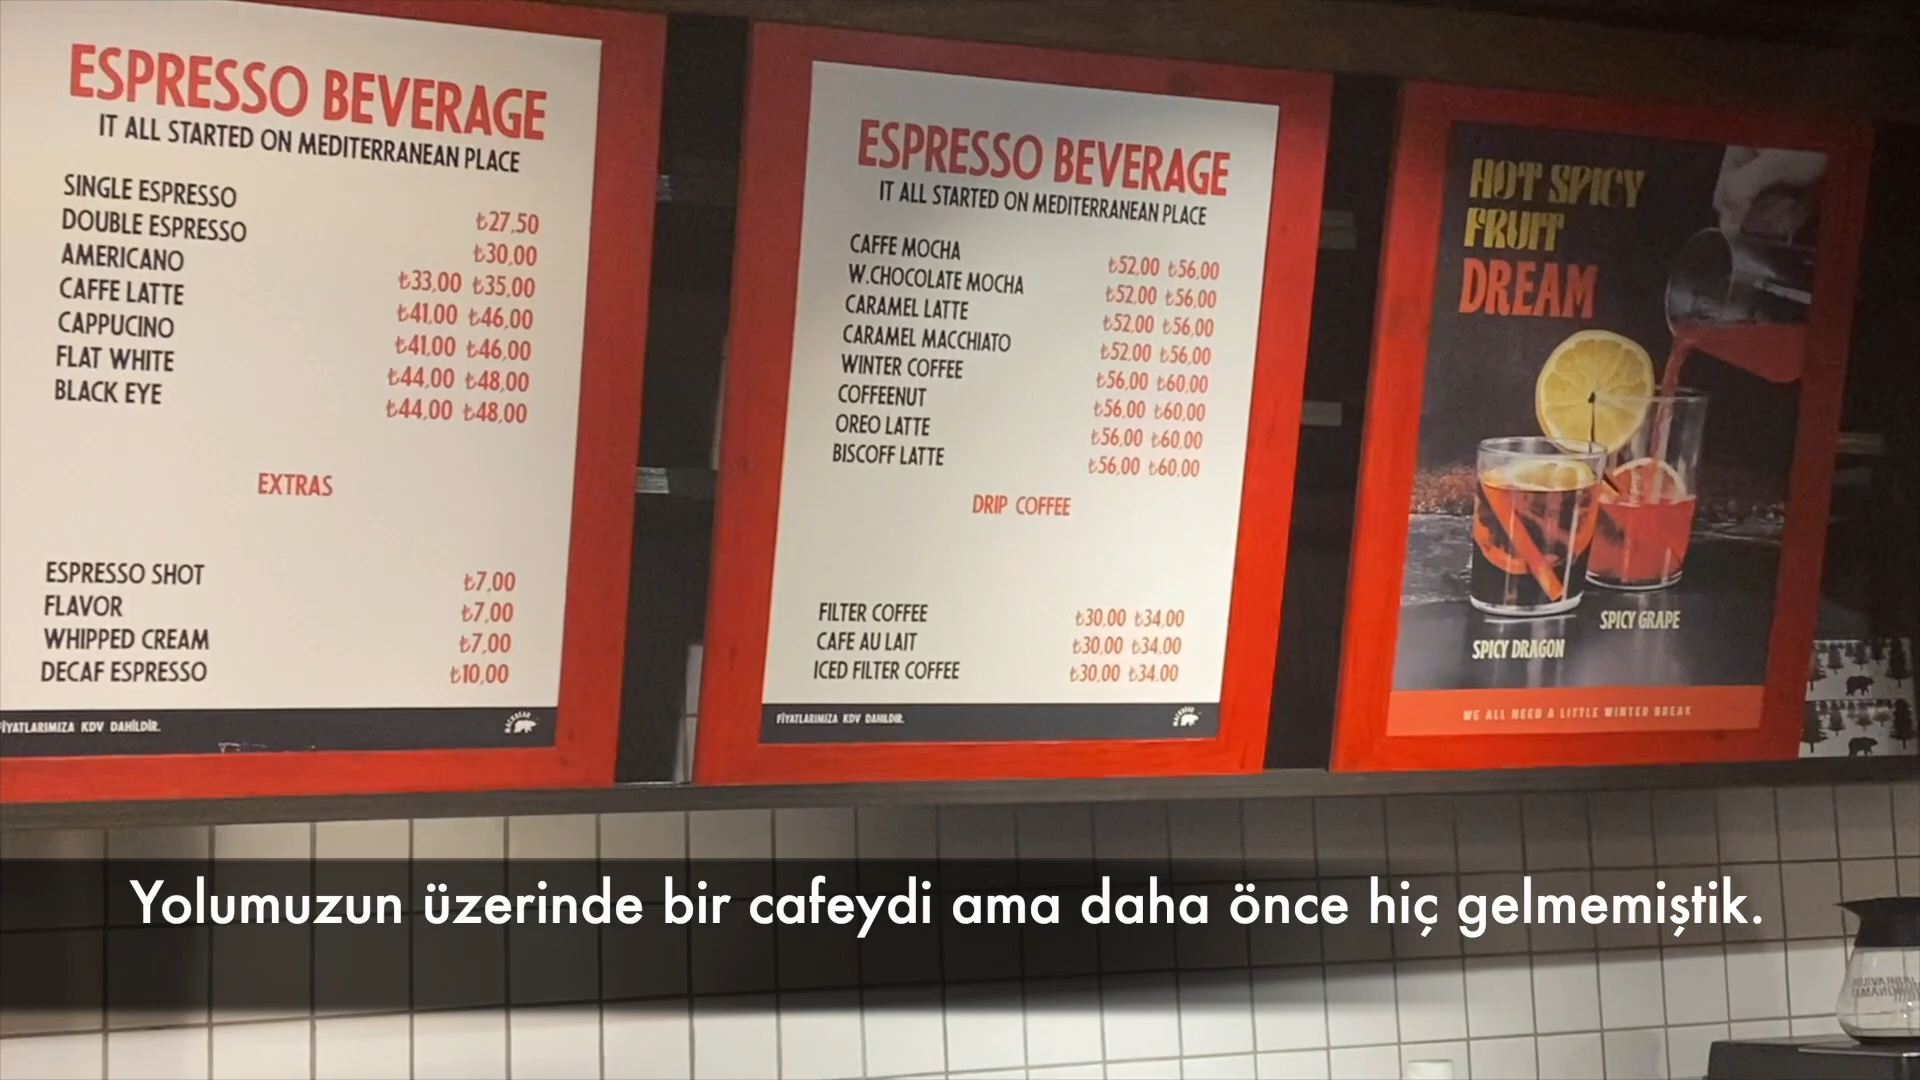 ESPRESSO BEVERAGE
IT ALL STARTED ON MEDITERRANEAN PLACE
SINGLE ESPRESSO ₺27,50
DOUBLE ESPRESSO ₺30,00
AMERICANO ₺33,00 ₺35,00
CAFFE LATTE ₺41,00 ₺46,00
CAPPUCINO ₺41,00 ₺46,00
FLAT WHITE ₺44,00 ₺48,00
BLACK EYE ₺44,00 ₺48,00
EXTRAS
ESPRESSO SHOT ₺7,00
FLAVOR ₺7,00
WHIPPED CREAM ₺7,00
DECAF ESPRESSO ₺10,00
FİYATLARIMIZA KDV DAHİLDİR.
ESPRESSO BEVERAGE
IT ALL STARTED ON MEDITERRANEAN PLACE
CAFFE MOCHA ₺52,00 ₺56,00
W.CHOCOLATE MOCHA ₺52,00 ₺56,00
CARAMEL LATTE ₺52,00 ₺56,00
CARAMEL MACCHIATO ₺52,00 ₺56,00
WINTER COFFEE ₺56,00 ₺60,00
COFFEENUT ₺56,00 ₺60,00
OREO LATTE ₺56,00 ₺60,00
BISCOFF LATTE ₺56,00 ₺60,00
DRIP COFFEE
FILTER COFFEE ₺30,00 ₺34,00
CAFE AU LAIT ₺30,00 ₺34,00
ICED FILTER COFFEE ₺30,00 ₺34,00
FİYATLARIMIZA KDV DAHİLDİR.
HOT SPICY
FRUIT
DREAM
SPICY GRAPE
SPICY DRAGON
WE ALL NEED A LITTLE WINTER BREAK
Yolumuzun üzerinde bir cafeydi ama daha önce hiç gelmemiştik.